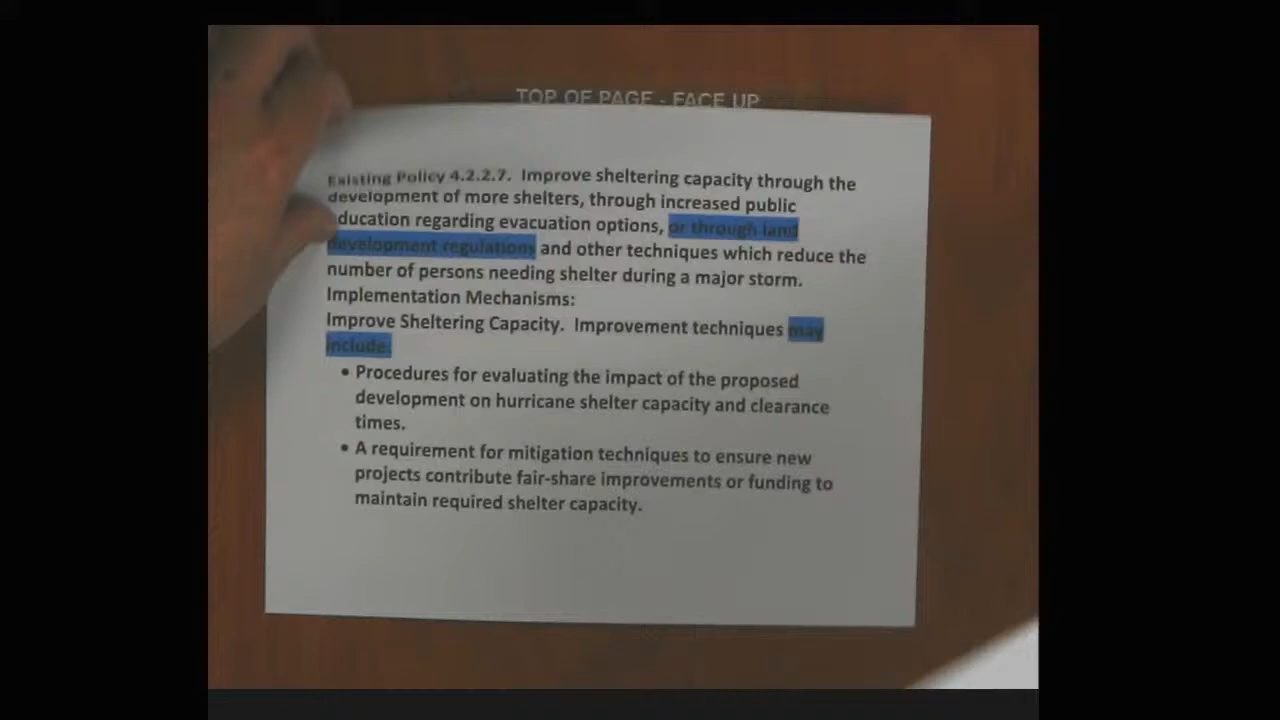 TOP OF PAGE - FACE UP
Existing Policy 4.2.2.7. Improve sheltering capacity through the
development of more shelters, through increased public
education regarding evacuation options, or through land
development regulations and other techniques which reduce the
number of persons needing shelter during a major storm.
Implementation Mechanisms:
Improve Sheltering Capacity. Improvement techniques may
include:
• Procedures for evaluating the impact of the proposed
development on hurricane shelter capacity and clearance
times.
• A requirement for mitigation techniques to ensure new
projects contribute fair-share improvements or funding to
maintain required shelter capacity.